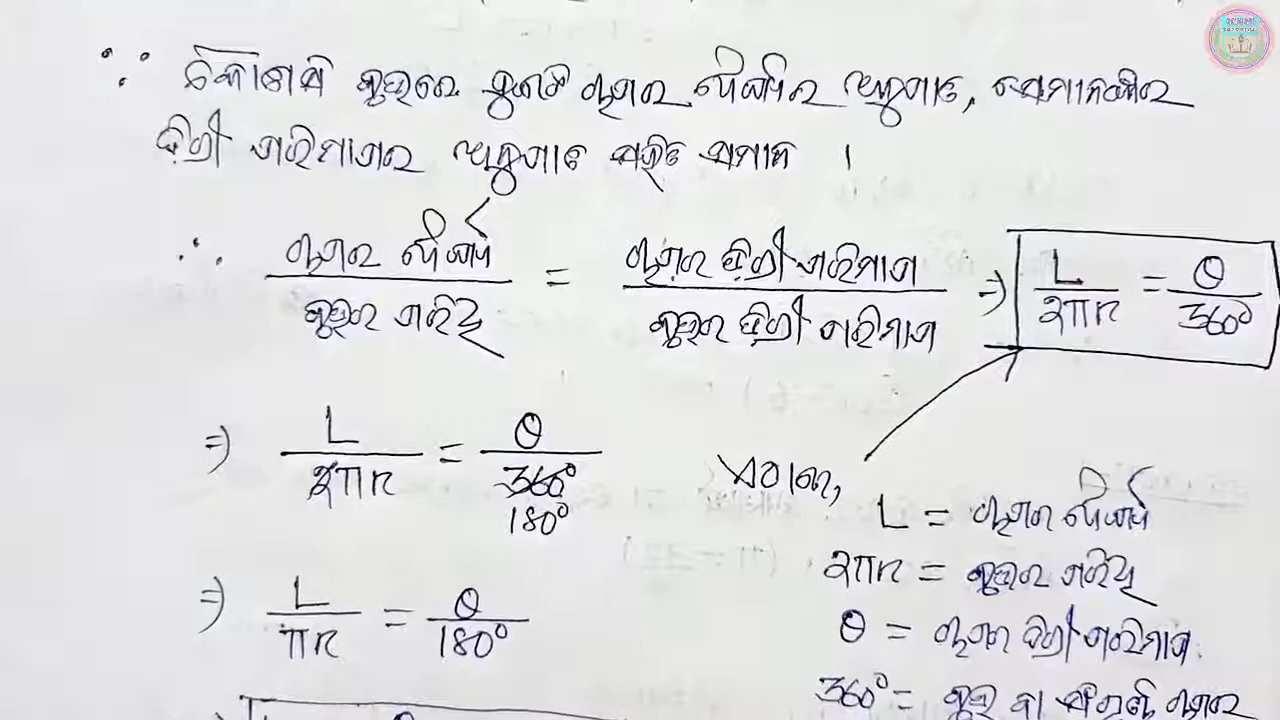 ∵ ଚିକାଗୋଷି ବୃତ୍ତରେ ଦୁଇଟି ଚାପର ଦୈର୍ଘ୍ୟର ଅନୁପାତ, ସେମାନଙ୍କର
ଡିଗ୍ରୀ ପରିମାଣର ଅନୁପାତ ସହିତ ସମାନ ।
∴ ଚାପର ଦୈର୍ଘ୍ୟ / ବୃତ୍ତର ପରିଧି = ଚାପର ଡିଗ୍ରୀ ପରିମାଣ / ବୃତ୍ତର ଡିଗ୍ରୀ ପରିମାଣ ⇒ L / 2πr = θ / 360°
⇒ L / 2πr = θ / 360°
180°
ଏଠାରେ,
L = ଚାପର ଦୈର୍ଘ୍ୟ
2πr = ବୃତ୍ତର ପରିଧି
⇒ L / πr = θ / 180°
θ = ଚାପର ଡିଗ୍ରୀ ପରିମାଣ
360° = ବୃତ୍ତ ବା ସଂପୂର୍ଣ୍ଣ ଚାପର